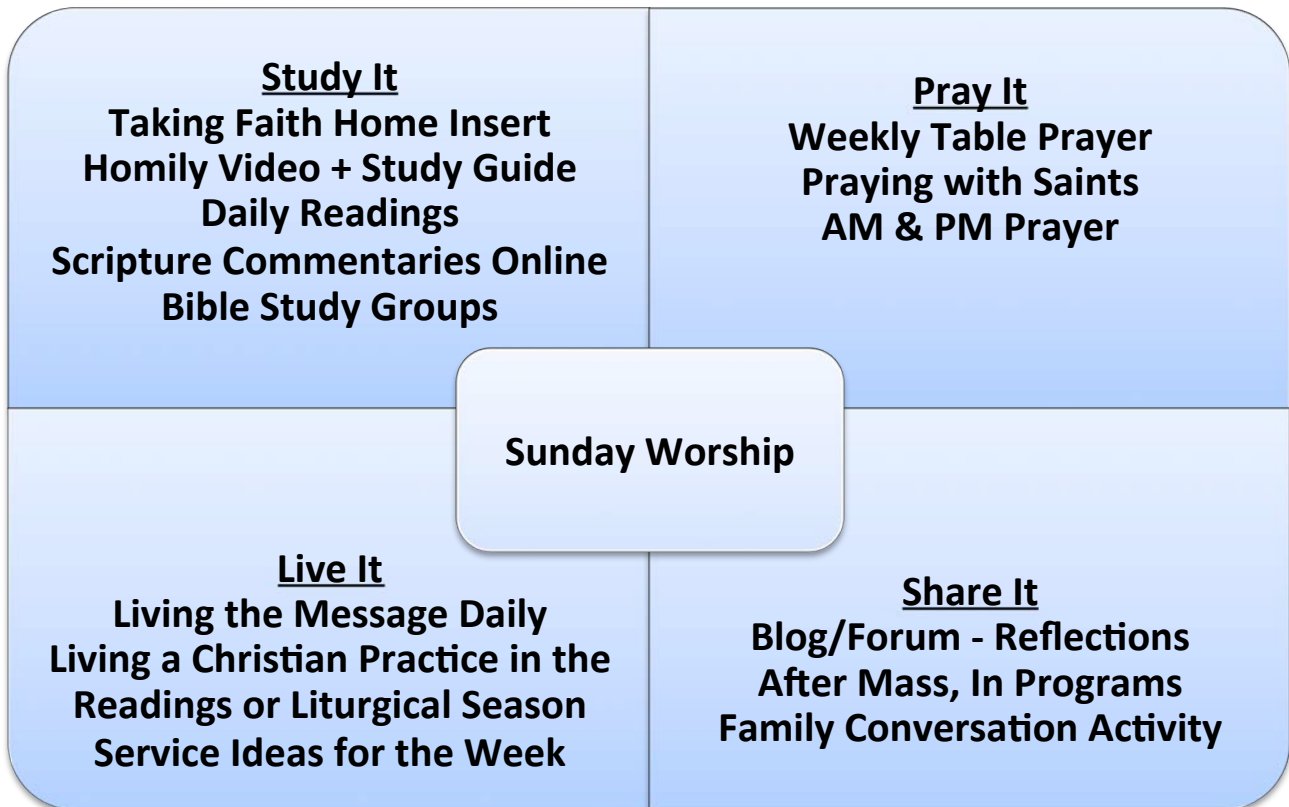 Study It
Taking Faith Home Insert
Homily Video + Study Guide
Daily Readings
Scripture Commentaries Online
Bible Study Groups
Pray It
Weekly Table Prayer
Praying with Saints
AM & PM Prayer
Sunday Worship
Live It
Living the Message Daily
Living a Christian Practice in the
Readings or Liturgical Season
Service Ideas for the Week
Share It
Blog/Forum - Reflections
After Mass, In Programs
Family Conversation Activity